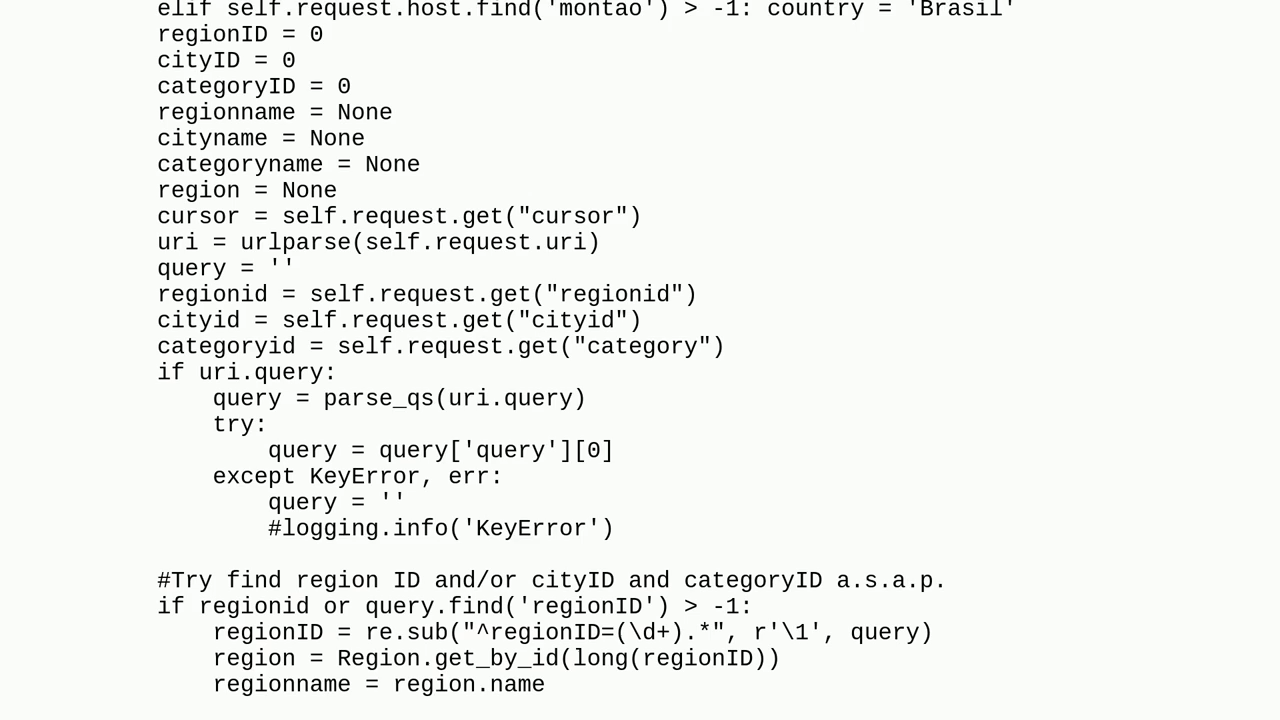 elif self.request.host.find('montao') > -1: country = 'Brasil'
regionID = 0
cityID = 0
categoryID = 0
regionname = None
cityname = None
categoryname = None
region = None
cursor = self.request.get("cursor")
uri = urlparse(self.request.uri)
query = ''
regionid = self.request.get("regionid")
cityid = self.request.get("cityid")
categoryid = self.request.get("category")
if uri.query:
    query = parse_qs(uri.query)
    try:
        query = query['query'][0]
    except KeyError, err:
        query = ''
        #logging.info('KeyError')

#Try find region ID and/or cityID and categoryID a.s.a.p.
if regionid or query.find('regionID') > -1:
    regionID = re.sub("^regionID=(\d+).*", r'\1', query)
    region = Region.get_by_id(long(regionID))
    regionname = region.name